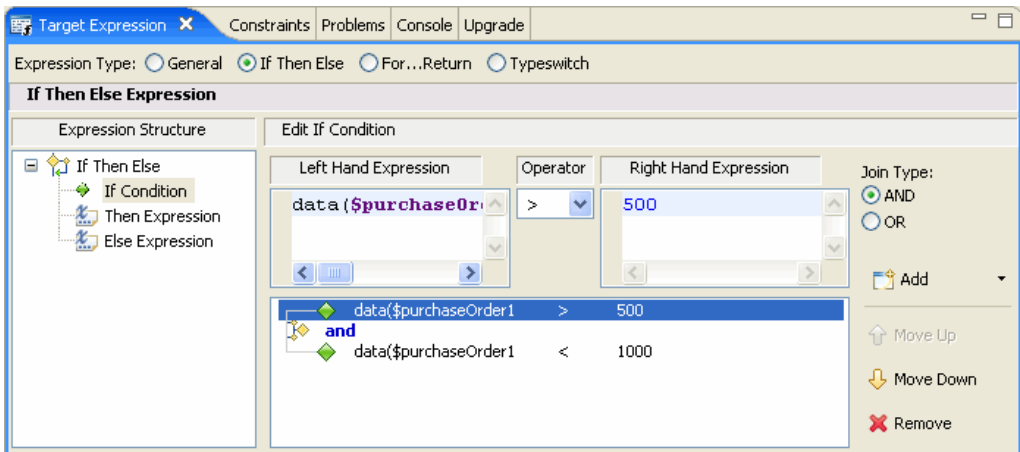 Target Expression Constraints Problems Console Upgrade
Expression Type: General If Then Else For...Return Typeswitch
If Then Else Expression
Expression Structure Edit If Condition
If Then Else
If Condition
Then Expression
Else Expression
Left Hand Expression Operator Right Hand Expression
data($purchaseOr > 500
Join Type:
AND
OR
Add
data($purchaseOrder1 > 500
and
data($purchaseOrder1 < 1000
Move Up
Move Down
Remove